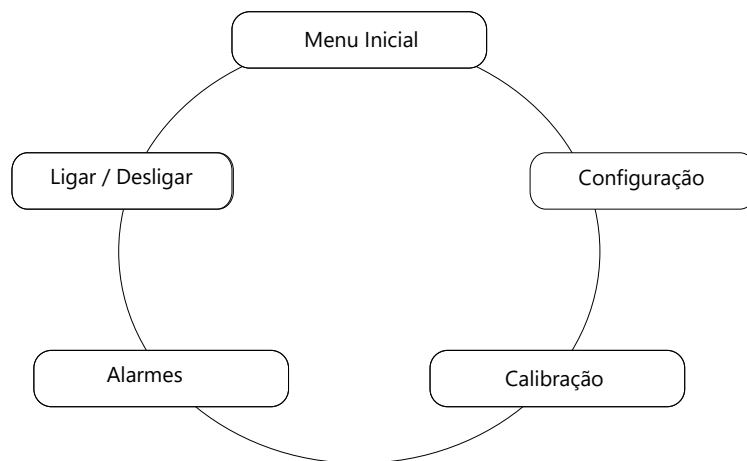 Menu Inicial
Ligar / Desligar
Configuração
Alarmes
Calibração